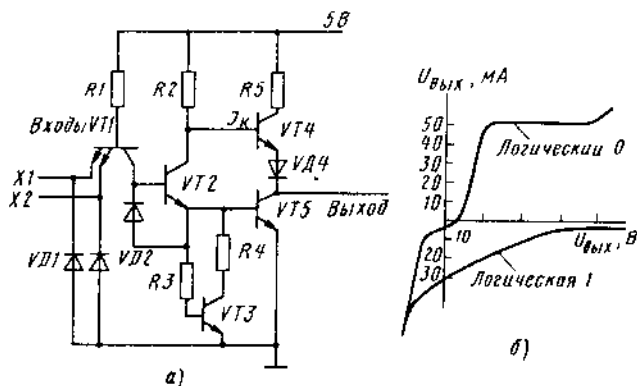 5В
R1
R2
R5
Входы VT1
Jк
VT4
X1
X2
VT2
VД4
VT5
Выход
VD1
VD2
R4
R3
VT3
а)
Uвых, МА
50
40
30
20
10
Логический 0
10
20
30
Uвых, В
Логическая 1
б)